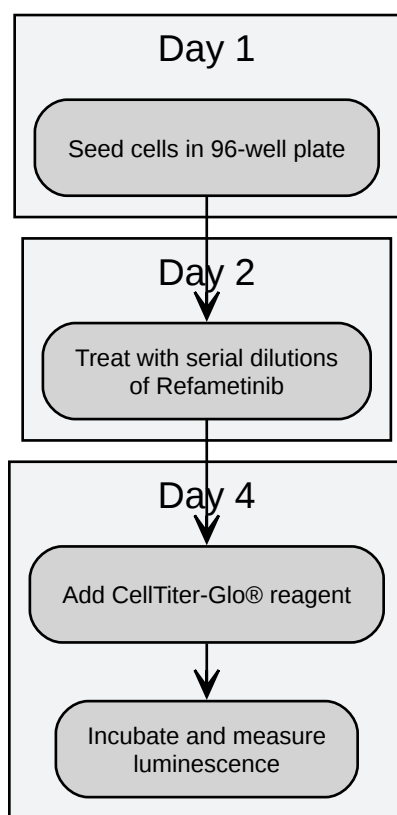 Day 1
Seed cells in 96-well plate
Day 2
Treat with serial dilutions
of Refametinib
Day 4
Add CellTiter-Glo® reagent
Incubate and measure
luminescence